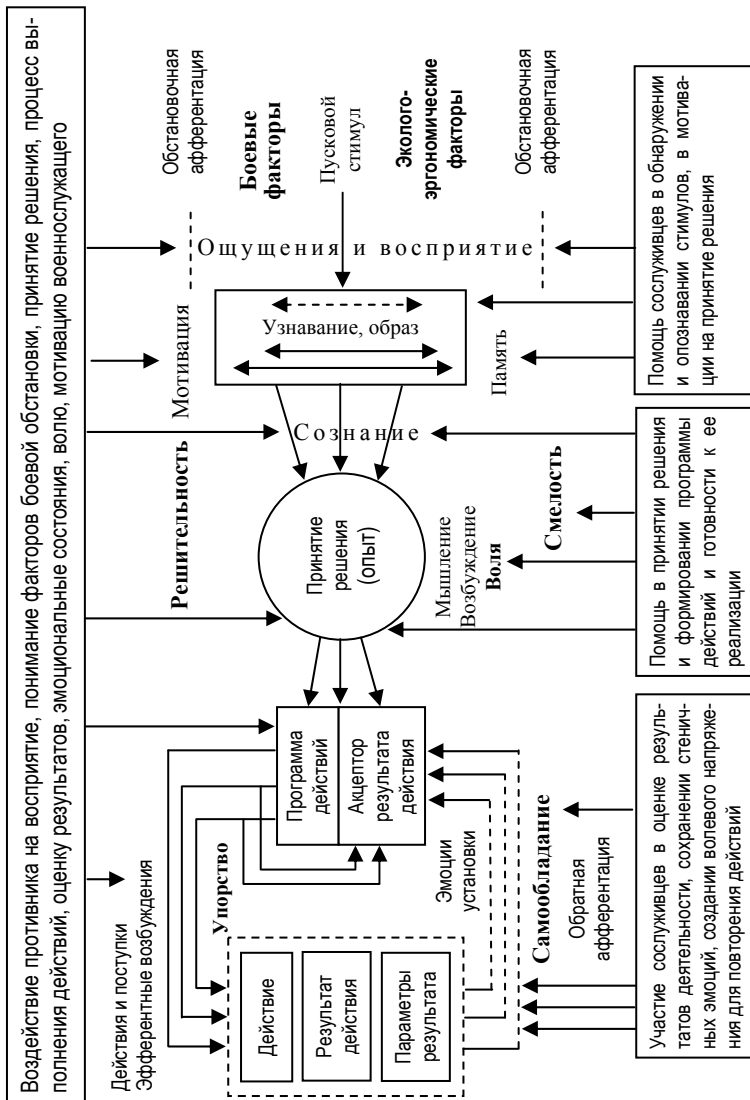 Воздействие противника на восприятие, понимание факторов боевой обстановки, принятие решения, процесс вы-
полнения действий, оценку результатов, эмоциональные состояния, волю, мотивацию военнослужащего
Действия и поступки
Эфферентные возбуждения
Упорство
Действие
Результат
действия
Параметры
результата
Программа
действий
Акцептор
результата
действия
Эмоции
установки
Самообладание
Обратная
афферентация
Решительность
Принятие
решения
(опыт)
Мышление
Возбуждение
Воля
Смелость
Сознание
Мотивация
Узнавание, образ
Память
Ощущения и восприятие
Обстановочная
афферентация
Боевые
факторы
Пусковой
стимул
Эколого-
эргономические
факторы
Обстановочная
афферентация
Участие сослуживцев в оценке резуль-
татов деятельности, сохранении стенич-
ных эмоций, создании волевого напряже-
ния для повторения действий
Помощь в принятии решения
и формировании программы
действий и готовности к ее
реализации
Помощь сослуживцев в обнаружении
и опознавании стимулов, в мотива-
ции на принятие решения